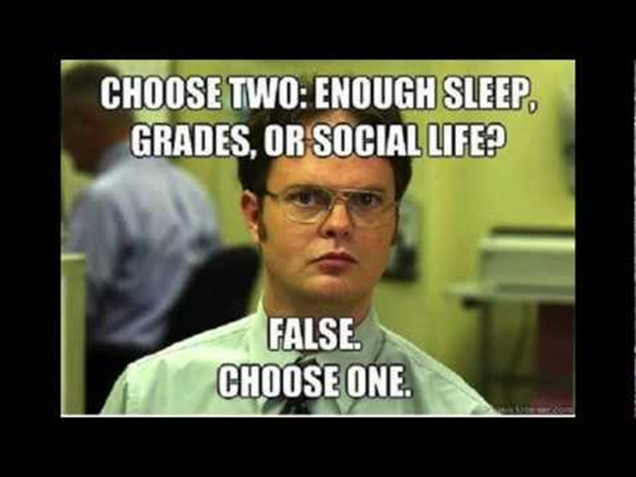 CHOOSE TWO: ENOUGH SLEEP,
GRADES, OR SOCIAL LIFE?
FALSE.
CHOOSE ONE.